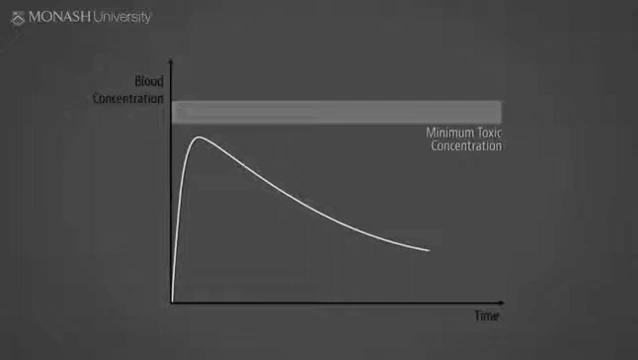 MONASH University
Blood
Concentration
Minimum Toxic
Concentration
Time